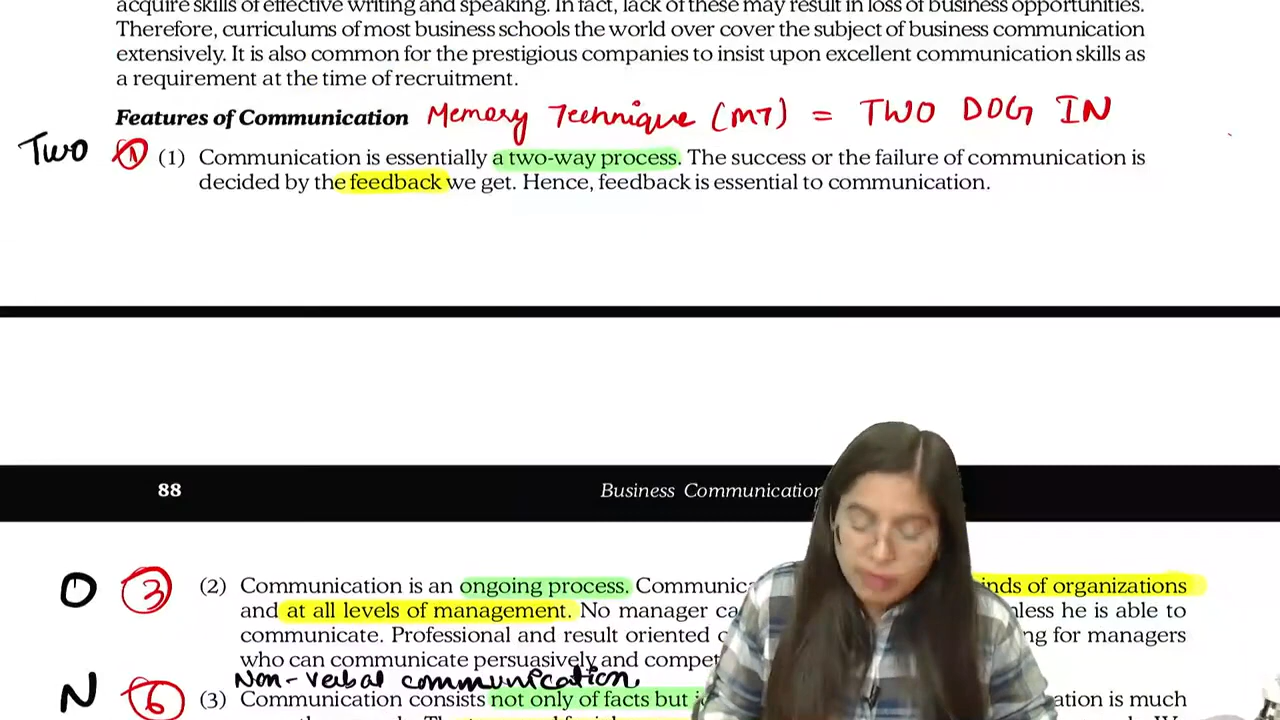 acquire skills of effective writing and speaking. In fact, lack of these may result in loss of business opportunities.
Therefore, curriculums of most business schools the world over cover the subject of business communication
extensively. It is also common for the prestigious companies to insist upon excellent communication skills as
a requirement at the time of recruitment.
Features of Communication Memory Technique (MT) = TWO DOG IN
Two 1 (1) Communication is essentially a two-way process. The success or the failure of communication is
decided by the feedback we get. Hence, feedback is essential to communication.
88 Business Communication
O 3 (2) Communication is an ongoing process. Communic inds of organizations
and at all levels of management. No manager ca nless he is able to
communicate. Professional and result oriented ng for managers
who can communicate persuasively and compet
Non-verbal communication
N 6 (3) Communication consists not only of facts but ation is much